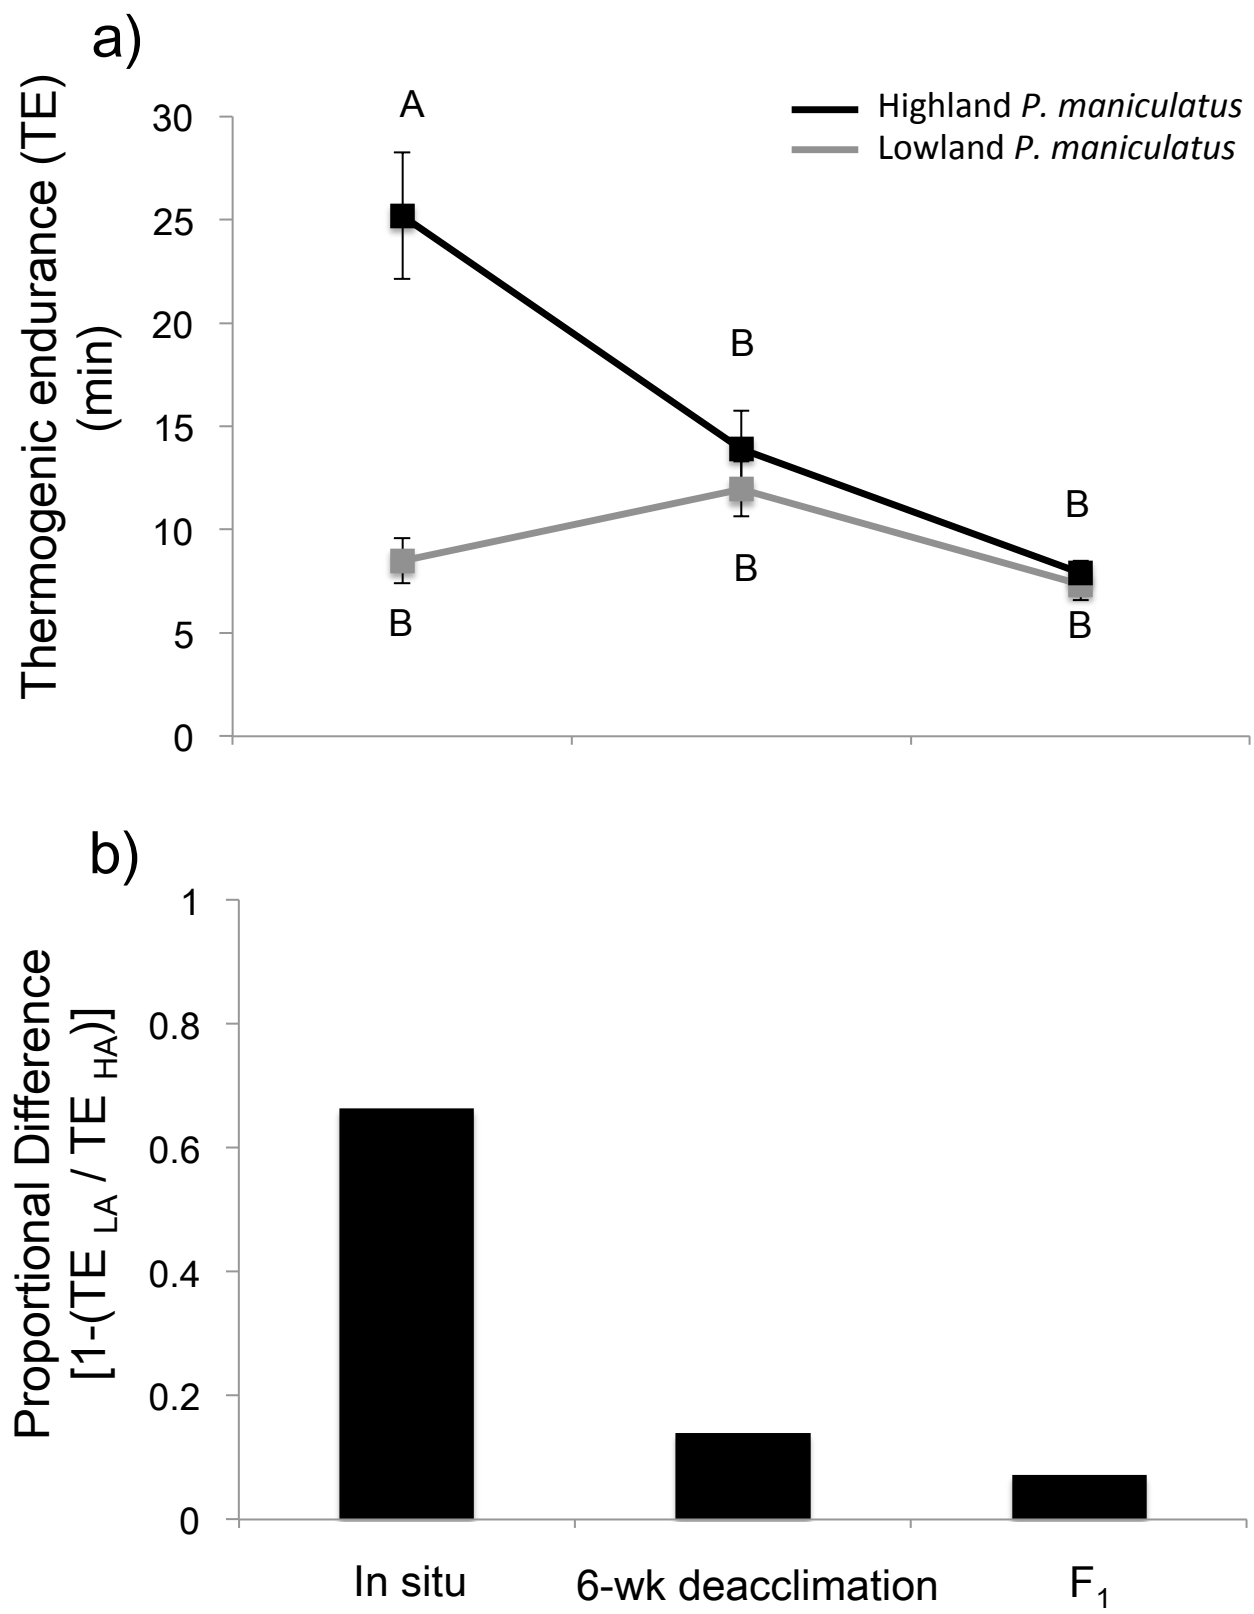 a)
Thermogenic endurance (TE)
(min)
30
25
20
15
10
5
0
A
B
B
B
B
B
Highland P. maniculatus
Lowland P. maniculatus
b)
Proportional Difference
[1-(TE LA / TE HA)]
1
0.8
0.6
0.4
0.2
0
In situ
6-wk deacclimation
F1